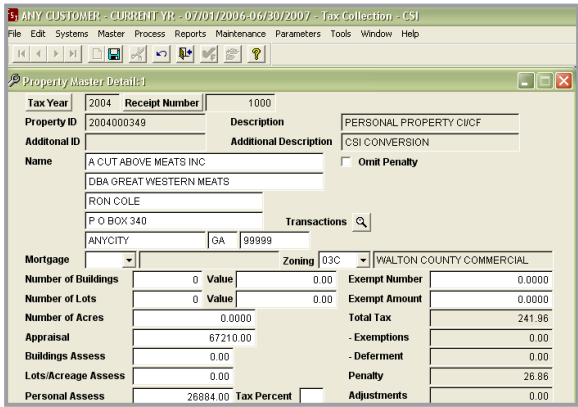 ANY CUSTOMER - CURRENT YR - 07/01/2006-06/30/2007 - Tax Collection - CSI
File Edit Systems Master Process Reports Maintenance Parameters Tools Window Help
Property Master Detail:1
Tax Year 2004 Receipt Number 1000
Property ID 2004000349 Description PERSONAL PROPERTY CI/CF
Additonal ID Additional Description CSI CONVERSION
Name A CUT ABOVE MEATS INC Omit Penalty
DBA GREAT WESTERN MEATS
RON COLE
P O BOX 340 Transactions
ANYCITY GA 99999
Mortgage Zoning 03C WALTON COUNTY COMMERCIAL
Number of Buildings 0 Value 0.00 Exempt Number 0.0000
Number of Lots 0 Value 0.00 Exempt Amount 0.0000
Number of Acres 0.0000 Total Tax 241.96
Appraisal 67210.00 - Exemptions 0.00
Buildings Assess 0.00 - Deferment 0.00
Lots/Acreage Assess 0.00 Penalty 26.86
Personal Assess 26884.00 Tax Percent Adjustments 0.00